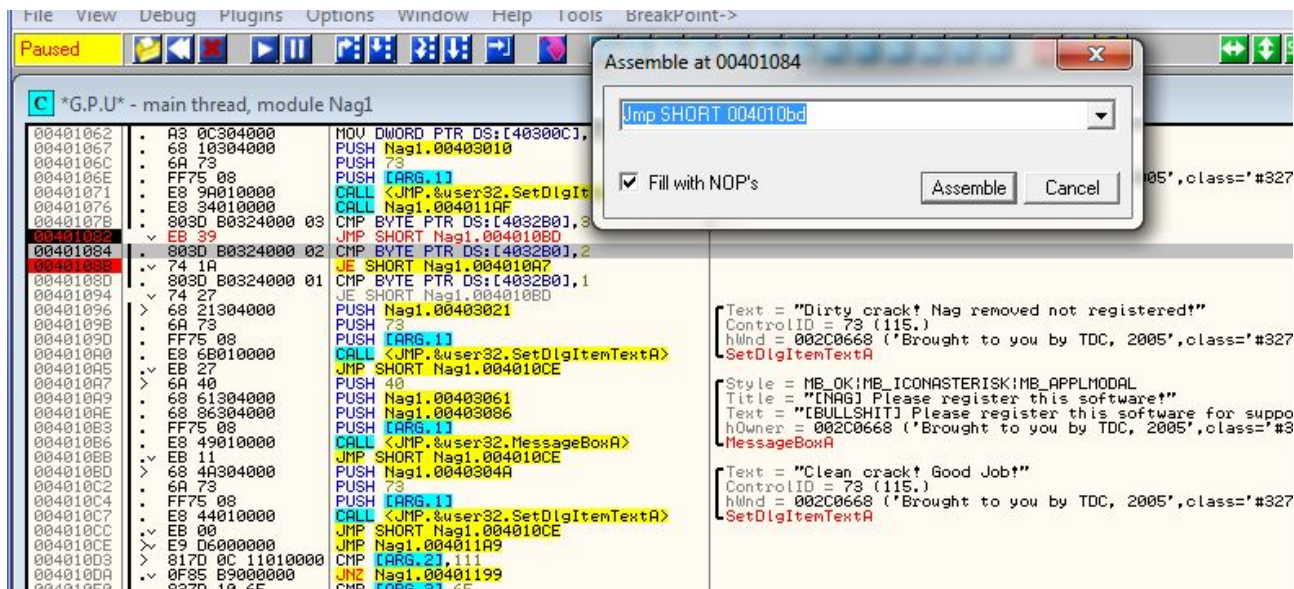 File View Debug Plugins Options Window Help Tools BreakPoint->
Paused
Assemble at 00401084
Jmp SHORT 004010bd
Fill with NOP's
Assemble Cancel
C *G.P.U* - main thread, module Nag1
00401062 . A3 0C304000 MOV DWORD PTR DS:[40300C],
00401067 . 68 10304000 PUSH Nag1.00403010
0040106C . 6A 73 PUSH 73
0040106E . FF75 08 PUSH [ARG.1] 05',class='#327
00401071 . E8 9A010000 CALL <JMP.&user32.SetDlgIt
00401076 . E8 34010000 CALL Nag1.004011AF
0040107B . 803D B0324000 03 CMP BYTE PTR DS:[4032B0],3
00401082 .v EB 39 JMP SHORT Nag1.004010BD
00401084 . 803D B0324000 02 CMP BYTE PTR DS:[4032B0],2
0040108B .v 74 1A JE SHORT Nag1.004010A7
0040108D . 803D B0324000 01 CMP BYTE PTR DS:[4032B0],1
00401094 v 74 27 JE SHORT Nag1.004010BD
00401096 > 68 21304000 PUSH Nag1.00403021 Text = "Dirty crack! Nag removed not registered!"
0040109B . 6A 73 PUSH 73 ControlID = 73 (115.)
0040109D . FF75 08 PUSH [ARG.1] hWnd = 002C0668 ('Brought to you by TDC, 2005',class='#327
004010A0 . E8 6B010000 CALL <JMP.&user32.SetDlgItemTextA> SetDlgItemTextA
004010A5 .v EB 27 JMP SHORT Nag1.004010CE
004010A7 > 6A 40 PUSH 40 Style = MB_OK|MB_ICONASTERISK|MB_APPLMODAL
004010A9 . 68 61304000 PUSH Nag1.00403061 Title = "[NAG] Please register this software!"
004010AE . 68 86304000 PUSH Nag1.00403086 Text = "[BULLSHIT] Please register this software for suppo
004010B3 . FF75 08 PUSH [ARG.1] hOwner = 002C0668 ('Brought to you by TDC, 2005',class='#3
004010B6 . E8 49010000 CALL <JMP.&user32.MessageBoxA> MessageBoxA
004010BB .v EB 11 JMP SHORT Nag1.004010CE
004010BD > 68 4A304000 PUSH Nag1.0040304A Text = "Clean crack! Good Job!"
004010C2 . 6A 73 PUSH 73 ControlID = 73 (115.)
004010C4 . FF75 08 PUSH [ARG.1] hWnd = 002C0668 ('Brought to you by TDC, 2005',class='#327
004010C7 . E8 44010000 CALL <JMP.&user32.SetDlgItemTextA> SetDlgItemTextA
004010CC .v EB 00 JMP SHORT Nag1.004010CE
004010CE > E9 D6000000 JMP Nag1.004011A9
004010D3 > 817D 0C 11010000 CMP [ARG.2],111
004010DA .v 0F85 B9000000 JNZ Nag1.00401199